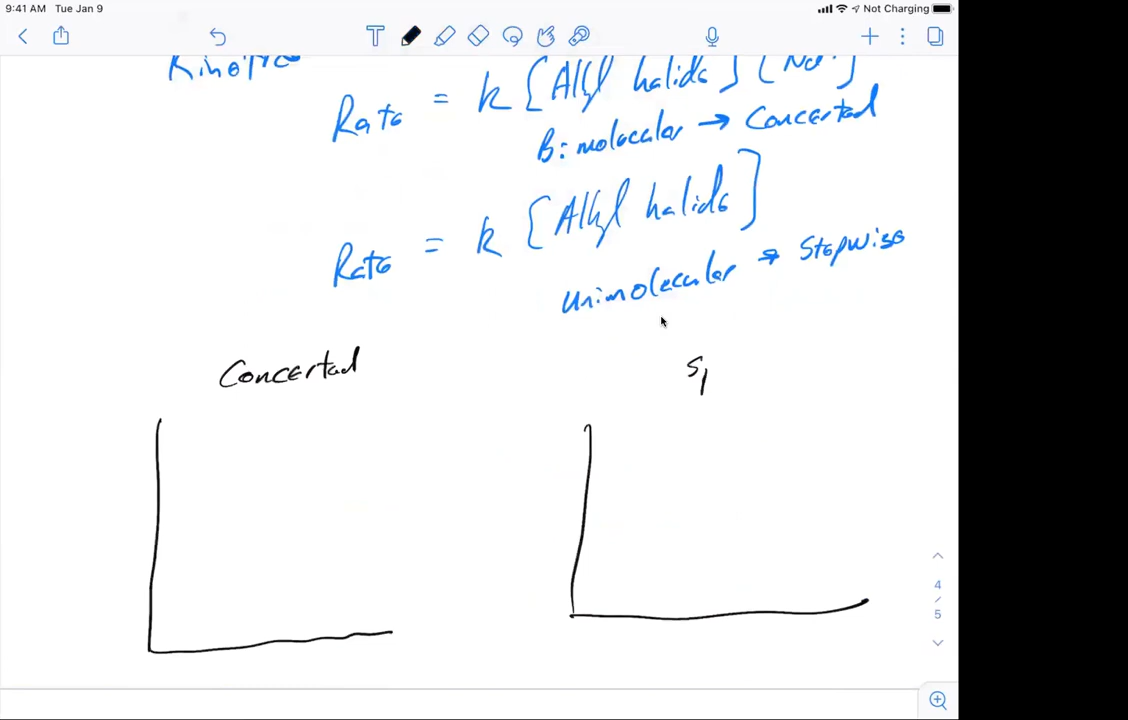 9:41 AM Tue Jan 9
Not Charging
Kinetic
Rate = k [Alkyl halide] [Nu:]
Bimolecular → Concerted
Rate = k [Alkyl halide]
Unimolecular → Stepwise
Concerted
S
4
/
5